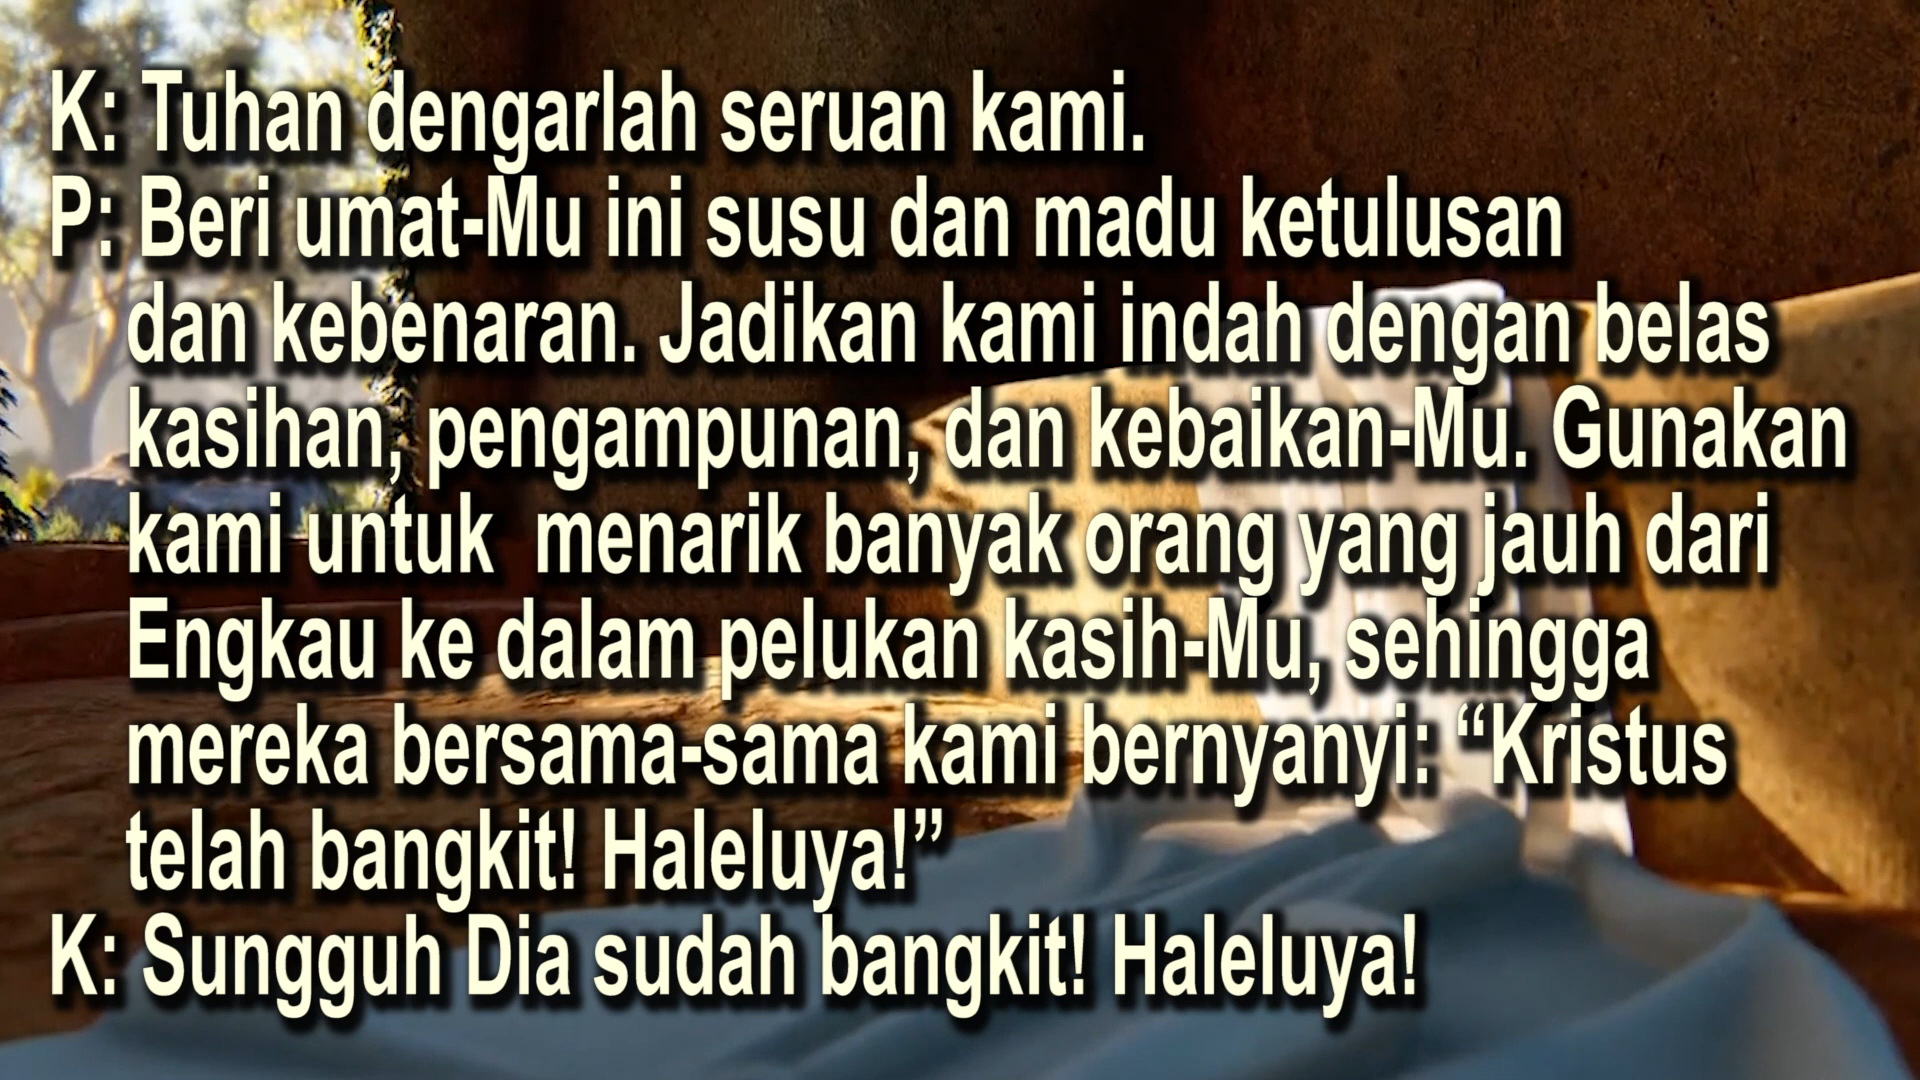 K: Tuhan dengarlah seruan kami.
P: Beri umat-Mu ini susu dan madu ketulusan
dan kebenaran. Jadikan kami indah dengan belas
kasihan, pengampunan, dan kebaikan-Mu. Gunakan
kami untuk  menarik banyak orang yang jauh dari
Engkau ke dalam pelukan kasih-Mu, sehingga
mereka bersama-sama kami bernyanyi: “Kristus
telah bangkit! Haleluya!”
K: Sungguh Dia sudah bangkit! Haleluya!